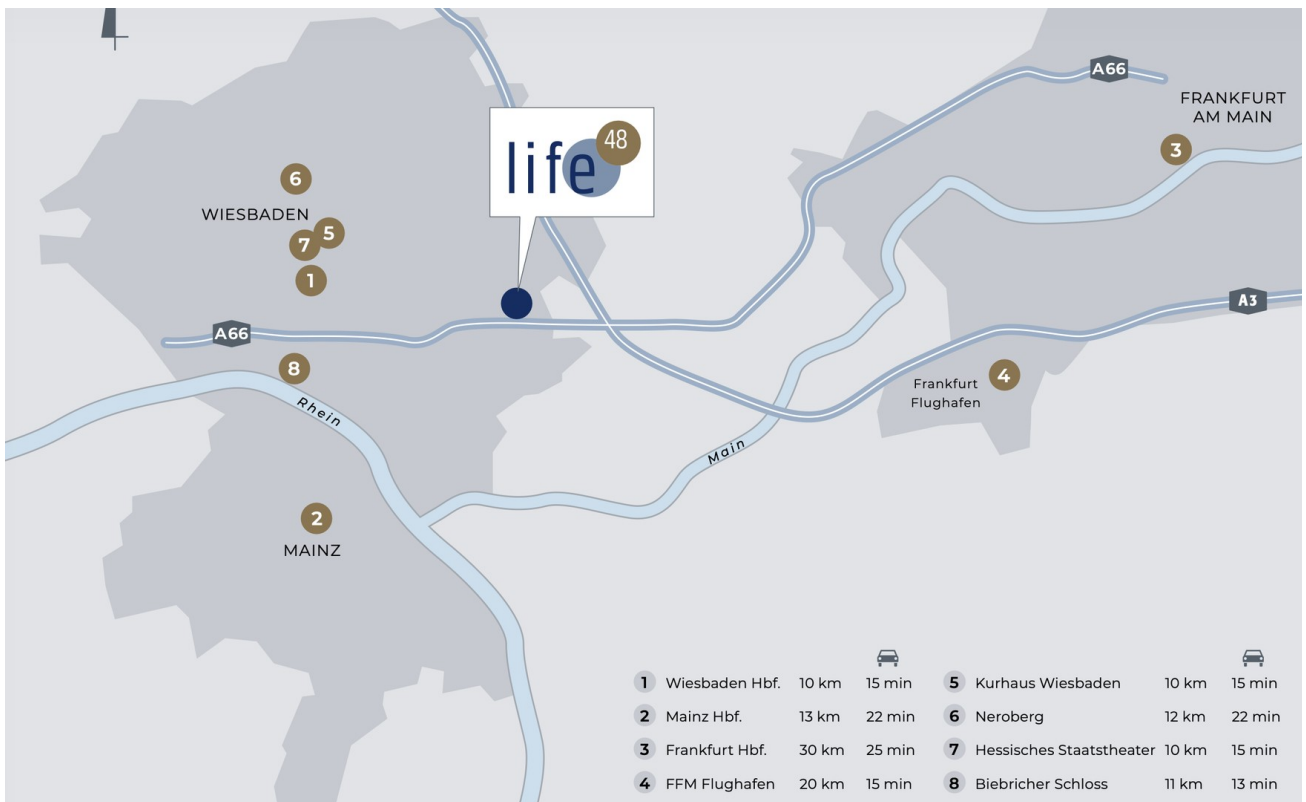 A66
FRANKFURT
AM MAIN
3
life 48
6
WIESBADEN
5
7
1
A3
A66
8
Frankfurt
Flughafen
4
Rhein
Main
2
MAINZ
1 Wiesbaden Hbf. 10 km 15 min
2 Mainz Hbf. 13 km 22 min
3 Frankfurt Hbf. 30 km 25 min
4 FFM Flughafen 20 km 15 min
5 Kurhaus Wiesbaden 10 km 15 min
6 Neroberg 12 km 22 min
7 Hessisches Staatstheater 10 km 15 min
8 Biebricher Schloss 11 km 13 min